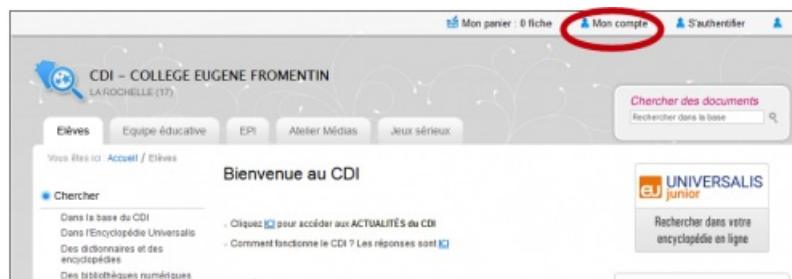 Mon panier : 0 fiche Mon compte S'authentifier
CDI - COLLEGE EUGENE FROMENTIN
LA ROCHELLE (17)
Chercher des documents
Rechercher dans la base
Elèves Equipe éducative EPI Atelier Médias Jeux sérieux
Vous êtes ici Accueil / Elèves
Bienvenue au CDI
Chercher
Dans la base du CDI
Dans l'Encyclopédie Universalis
Des dictionnaires et des
encyclopédies
Des bibliothèques numériques
- Cliquez ICI pour accéder aux ACTUALITÉS du CDI
- Comment fonctionne le CDI ? Les réponses sont ICI
eu UNIVERSALIS
junior
Rechercher dans votre
encyclopédie en ligne